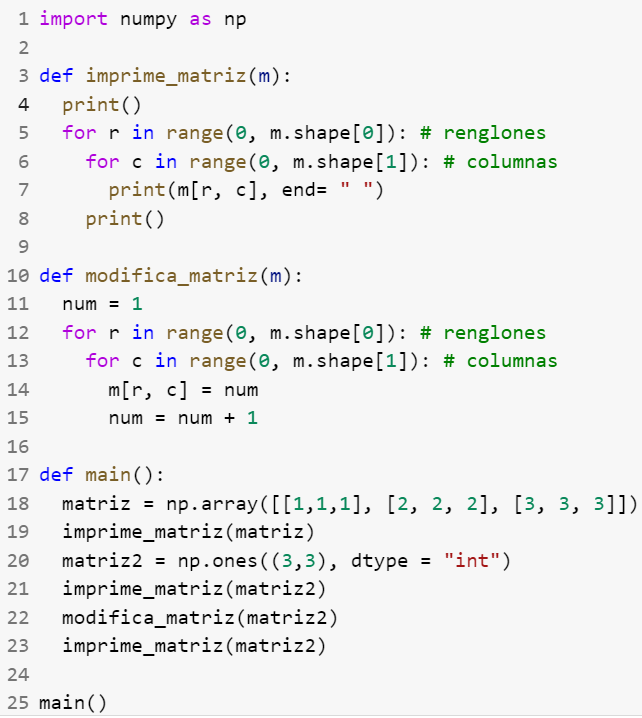 1 import numpy as np
2
3 def imprime_matriz(m):
4   print()
5   for r in range(0, m.shape[0]): # renglones
6     for c in range(0, m.shape[1]): # columnas
7       print(m[r, c], end= " ")
8     print()
9
10 def modifica_matriz(m):
11   num = 1
12   for r in range(0, m.shape[0]): # renglones
13     for c in range(0, m.shape[1]): # columnas
14       m[r, c] = num
15       num = num + 1
16
17 def main():
18   matriz = np.array([[1,1,1], [2, 2, 2], [3, 3, 3]])
19   imprime_matriz(matriz)
20   matriz2 = np.ones((3,3), dtype = "int")
21   imprime_matriz(matriz2)
22   modifica_matriz(matriz2)
23   imprime_matriz(matriz2)
24
25 main()